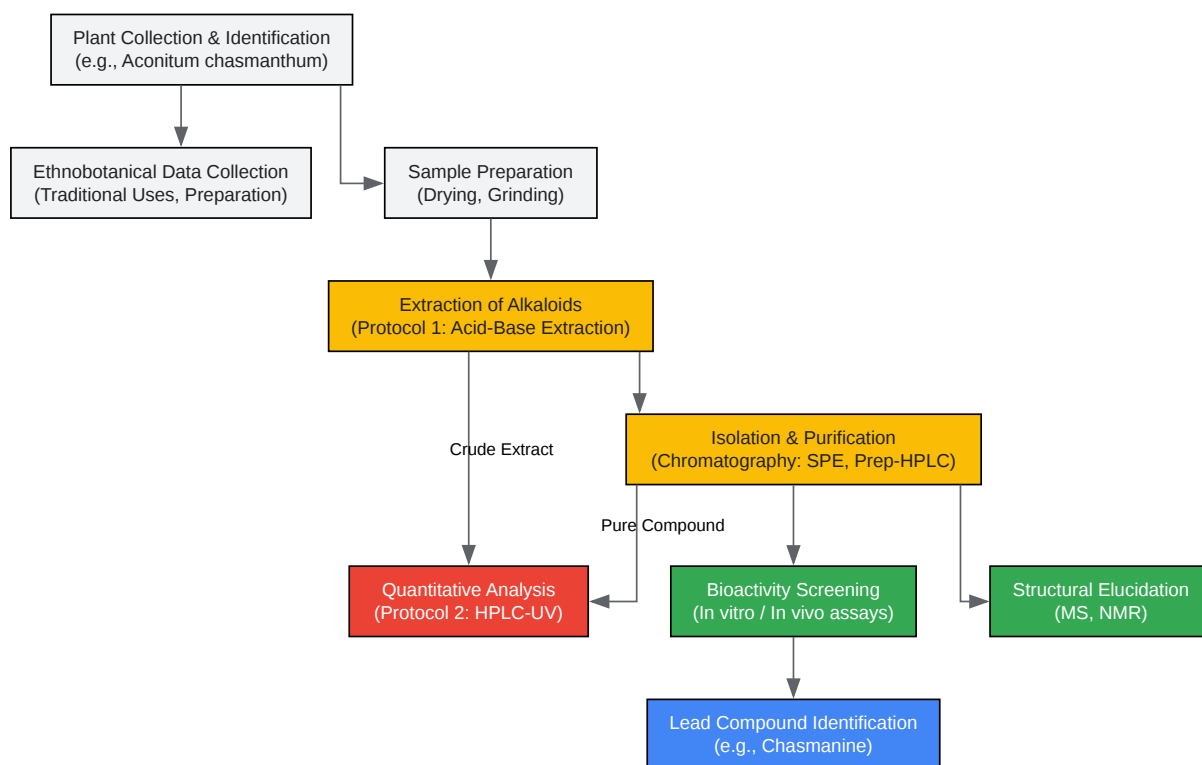 Plant Collection & Identification
(e.g., Aconitum chasmanthum)
Ethnobotanical Data Collection
(Traditional Uses, Preparation)
Sample Preparation
(Drying, Grinding)
Extraction of Alkaloids
(Protocol 1: Acid-Base Extraction)
Crude Extract
Isolation & Purification
(Chromatography: SPE, Prep-HPLC)
Pure Compound
Quantitative Analysis
(Protocol 2: HPLC-UV)
Bioactivity Screening
(In vitro / In vivo assays)
Structural Elucidation
(MS, NMR)
Lead Compound Identification
(e.g., Chasmanine)